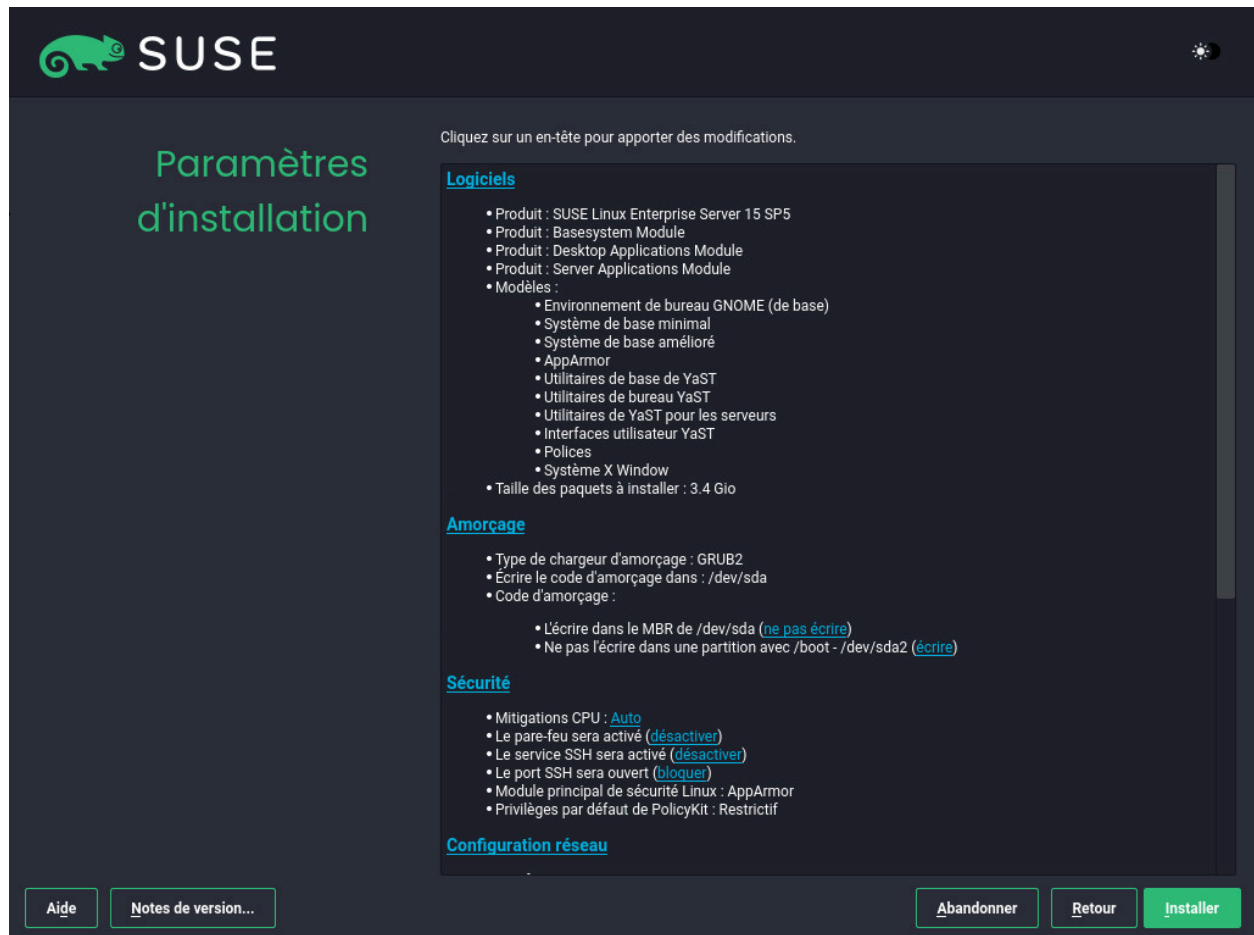 SUSE
Paramètres
d'installation
Cliquez sur un en-tête pour apporter des modifications.
Logiciels
• Produit : SUSE Linux Enterprise Server 15 SP5
• Produit : Basesystem Module
• Produit : Desktop Applications Module
• Produit : Server Applications Module
• Modèles :
• Environnement de bureau GNOME (de base)
• Système de base minimal
• Système de base amélioré
• AppArmor
• Utilitaires de base de YaST
• Utilitaires de bureau YaST
• Utilitaires de YaST pour les serveurs
• Interfaces utilisateur YaST
• Polices
• Système X Window
• Taille des paquets à installer : 3.4 Gio
Amorçage
• Type de chargeur d'amorçage : GRUB2
• Écrire le code d'amorçage dans : /dev/sda
• Code d'amorçage :
• L'écrire dans le MBR de /dev/sda (ne pas écrire)
• Ne pas l'écrire dans une partition avec /boot - /dev/sda2 (écrire)
Sécurité
• Mitigations CPU : Auto
• Le pare-feu sera activé (désactiver)
• Le service SSH sera activé (désactiver)
• Le port SSH sera ouvert (bloquer)
• Module principal de sécurité Linux : AppArmor
• Privilèges par défaut de PolicyKit : Restrictif
Configuration réseau
Aide
Notes de version...
Abandonner
Retour
Installer